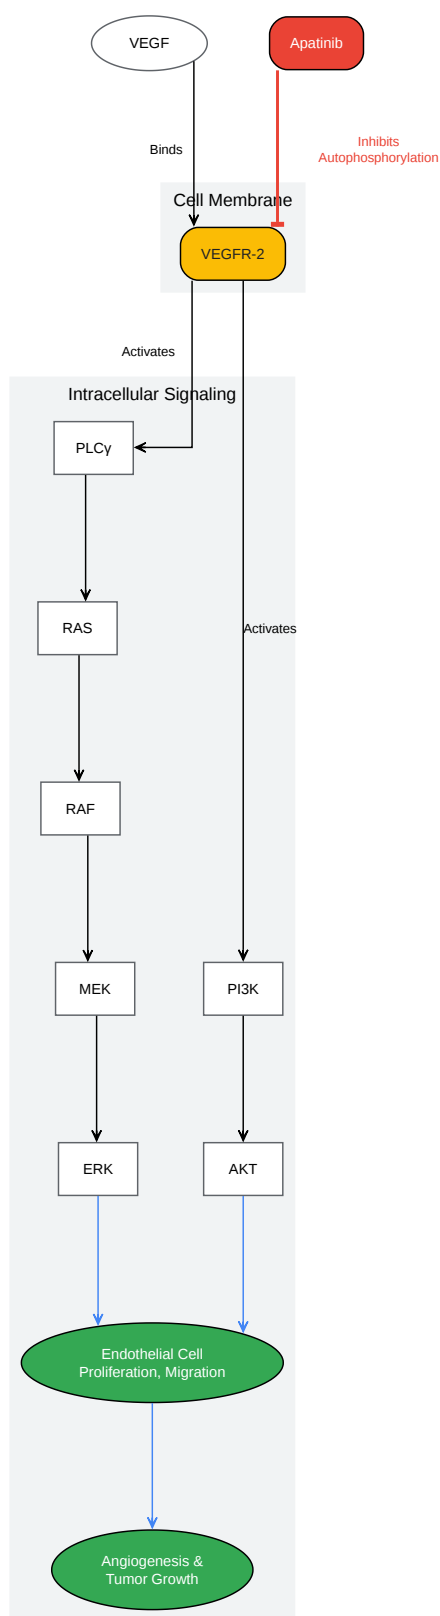 VEGF
Apatinib
Binds
Inhibits
Autophosphorylation
Cell Membrane
VEGFR-2
Activates
Intracellular Signaling
PLCγ
RAS
Activates
RAF
MEK
PI3K
ERK
AKT
Endothelial Cell
Proliferation, Migration
Angiogenesis &
Tumor Growth